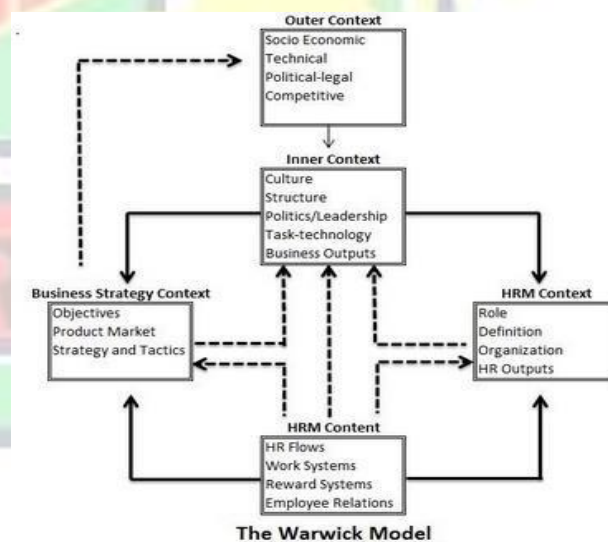 Outer Context
Socio Economic
Technical
Political-legal
Competitive
Inner Context
Culture
Structure
Politics/Leadership
Task-technology
Business Outputs
Business Strategy Context
Objectives
Product Market
Strategy and Tactics
HRM Context
Role
Definition
Organization
HR Outputs
HRM Content
HR Flows
Work Systems
Reward Systems
Employee Relations
The Warwick Model